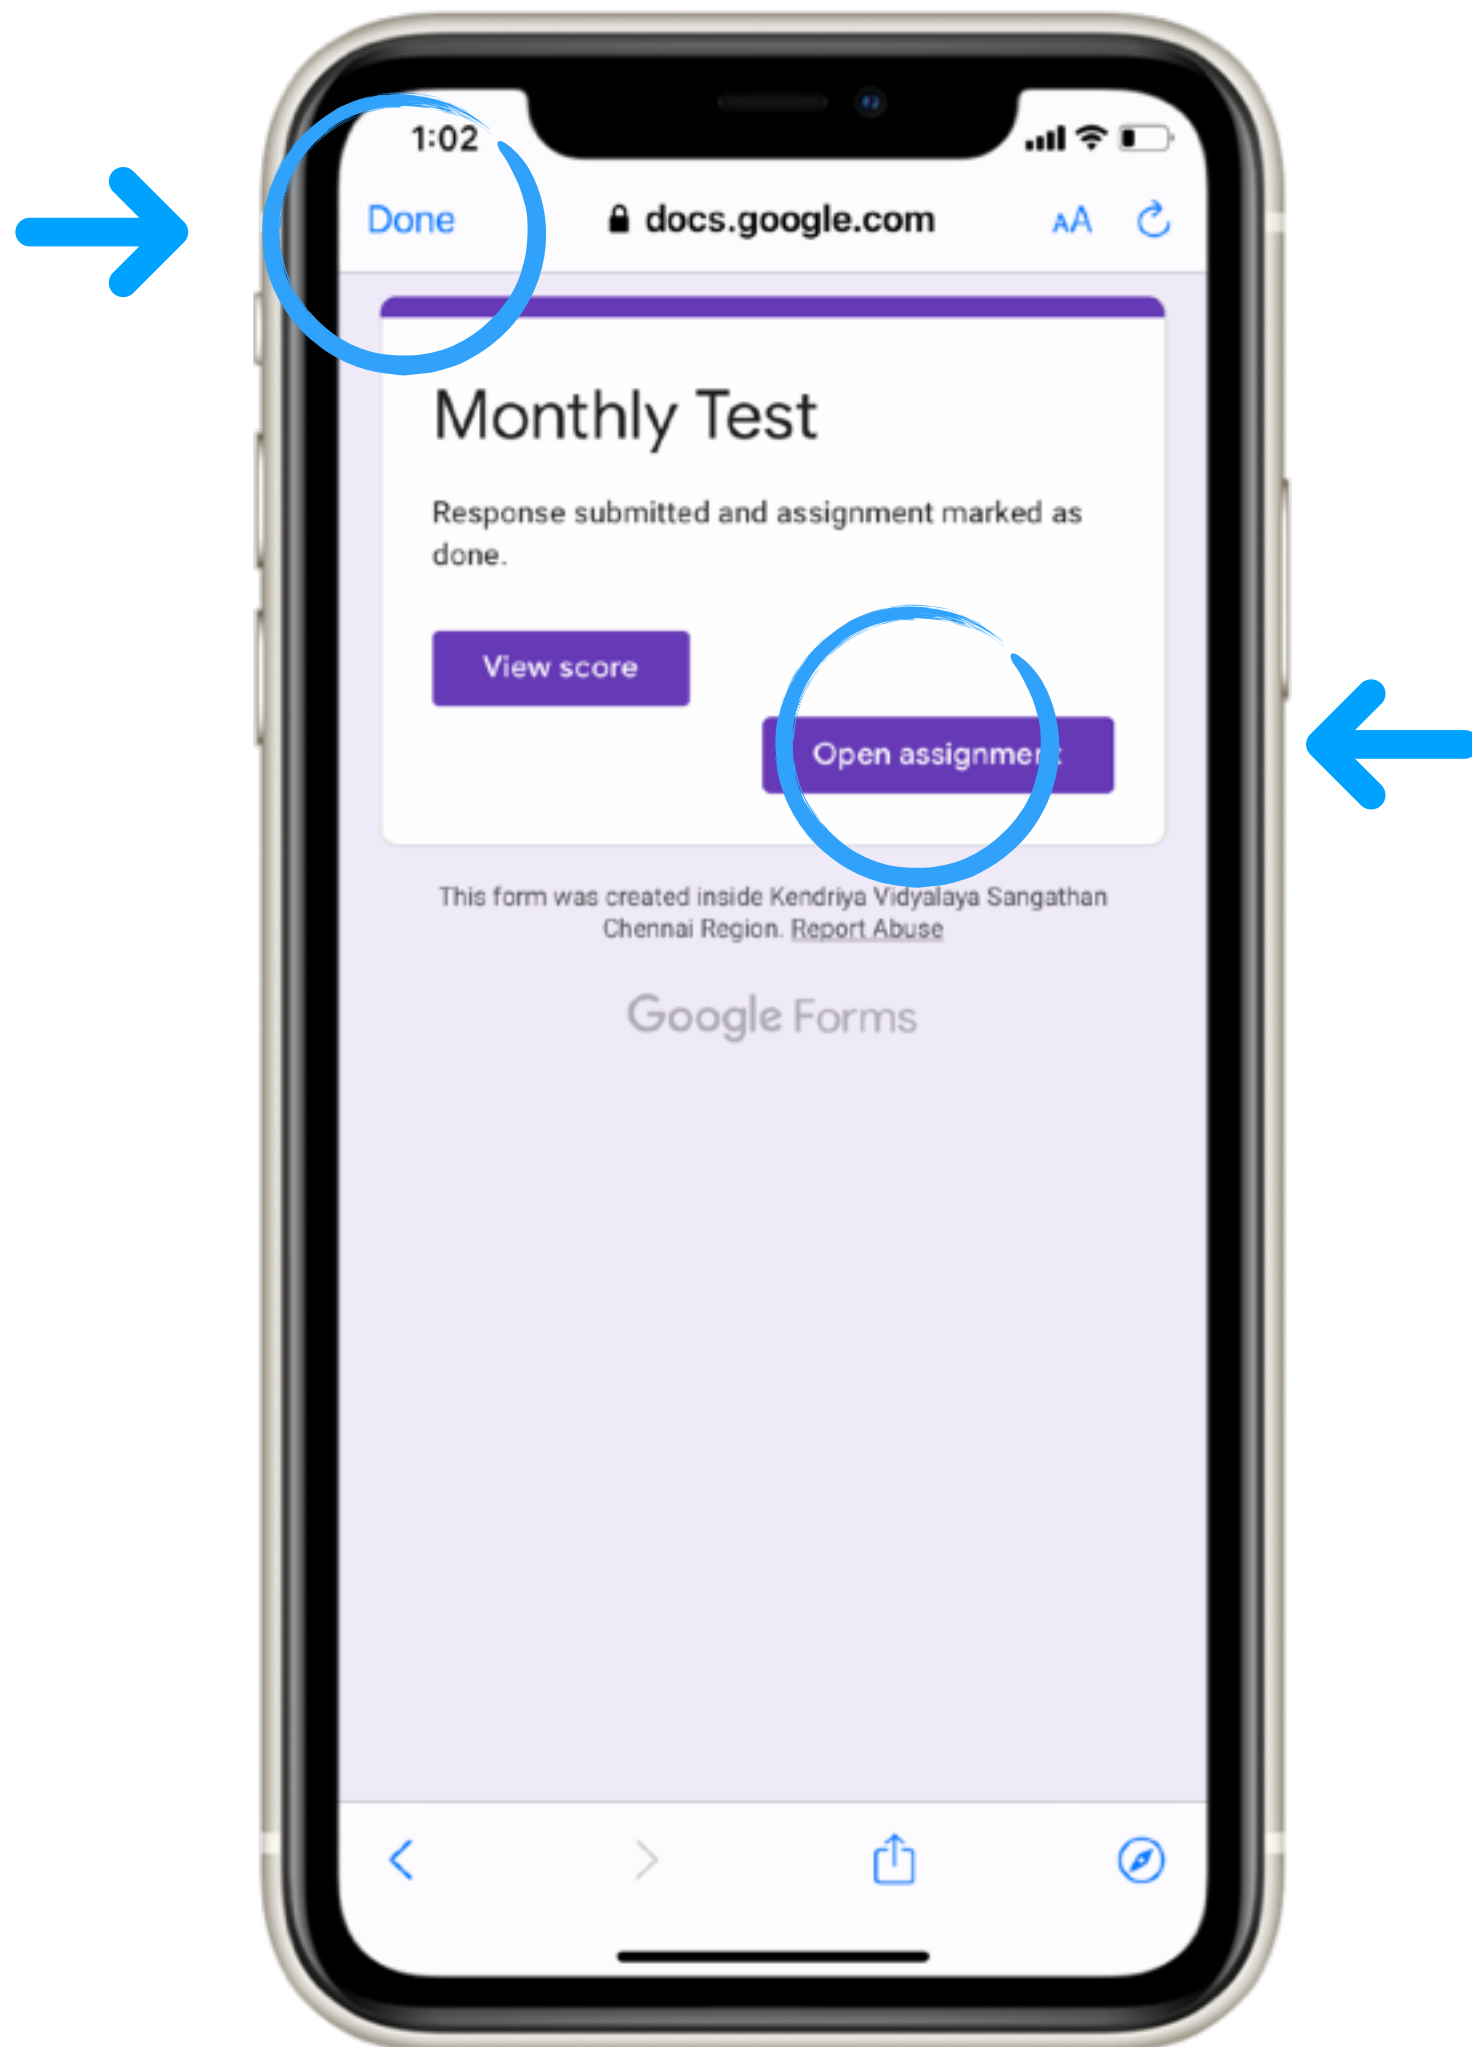 1:02
Done docs.google.com AA
Monthly Test
Response submitted and assignment marked as
done.
View score
Open assignment
This form was created inside Kendriya Vidyalaya Sangathan
Chennai Region. Report Abuse
Google Forms